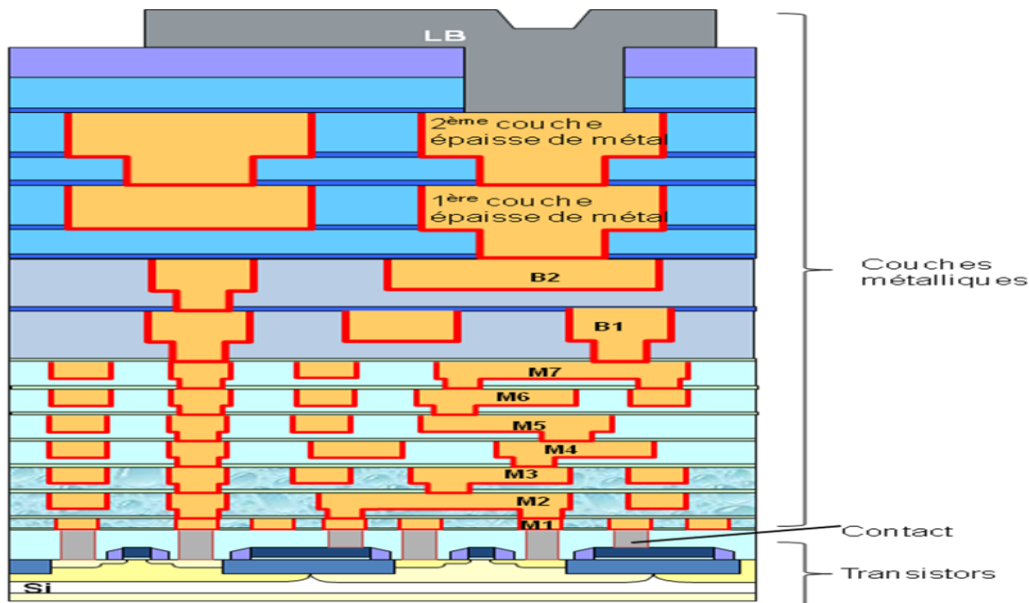 LB
2ème couche
épaisse de métal
1ère couche
épaisse de métal
B2
B1
M7
M6
M5
M4
M3
M2
M1
Si
Couches
métalliques
Contact
Transistors